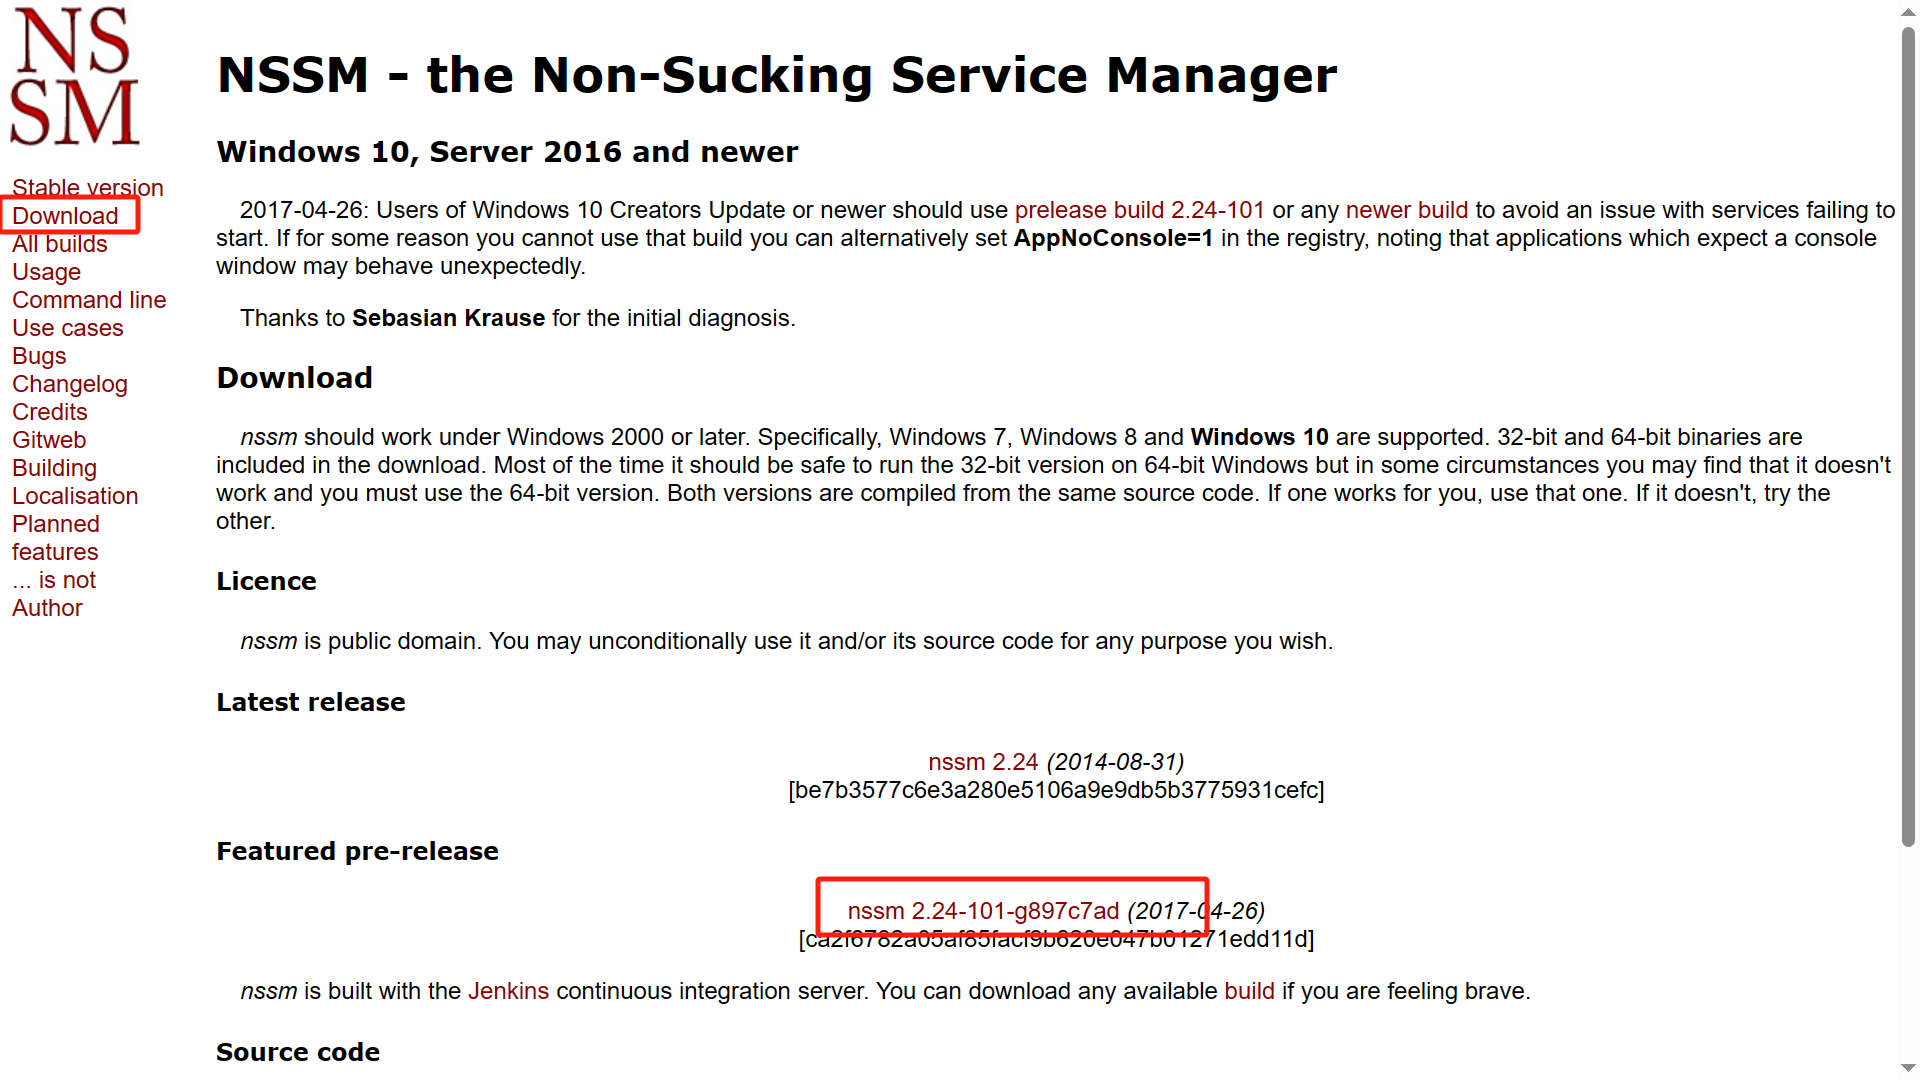 NS
SM
Stable version
Download
All builds
Usage
Command line
Use cases
Bugs
Changelog
Credits
Gitweb
Building
Localisation
Planned
features
... is not
Author
NSSM - the Non-Sucking Service Manager
Windows 10, Server 2016 and newer
2017-04-26: Users of Windows 10 Creators Update or newer should use prelease build 2.24-101 or any newer build to avoid an issue with services failing to
start. If for some reason you cannot use that build you can alternatively set AppNoConsole=1 in the registry, noting that applications which expect a console
window may behave unexpectedly.
Thanks to Sebasian Krause for the initial diagnosis.
Download
nssm should work under Windows 2000 or later. Specifically, Windows 7, Windows 8 and Windows 10 are supported. 32-bit and 64-bit binaries are
included in the download. Most of the time it should be safe to run the 32-bit version on 64-bit Windows but in some circumstances you may find that it doesn't
work and you must use the 64-bit version. Both versions are compiled from the same source code. If one works for you, use that one. If it doesn't, try the
other.
Licence
nssm is public domain. You may unconditionally use it and/or its source code for any purpose you wish.
Latest release
nssm 2.24 (2014-08-31)
[be7b3577c6e3a280e5106a9e9db5b3775931cefc]
Featured pre-release
nssm 2.24-101-g897c7ad (2017-04-26)
[ca2f6782a05af85facf9b620e047b01271edd11d]
nssm is built with the Jenkins continuous integration server. You can download any available build if you are feeling brave.
Source code